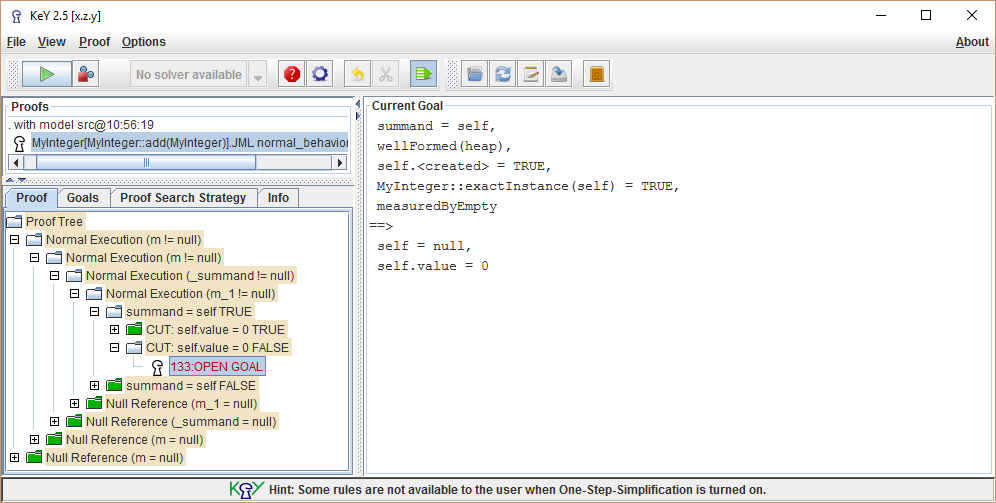 KeY 2.5 [x.z.y]
File View Proof Options About
No solver available
Proofs
. with model src@10:56:19
MyInteger[MyInteger::add(MyInteger)].JML normal_behavior
Proof Goals Proof Search Strategy Info
Proof Tree
Normal Execution (m != null)
Normal Execution (m != null)
Normal Execution (_summand != null)
Normal Execution (m_1 != null)
summand = self TRUE
CUT: self.value = 0 TRUE
CUT: self.value = 0 FALSE
133:OPEN GOAL
summand = self FALSE
Null Reference (m_1 = null)
Null Reference (_summand = null)
Null Reference (m = null)
Null Reference (m = null)
Current Goal
summand = self,
wellFormed(heap),
self.<created> = TRUE,
MyInteger::exactInstance(self) = TRUE,
measuredByEmpty
==>
self = null,
self.value = 0
KeY Hint: Some rules are not available to the user when One-Step-Simplification is turned on.